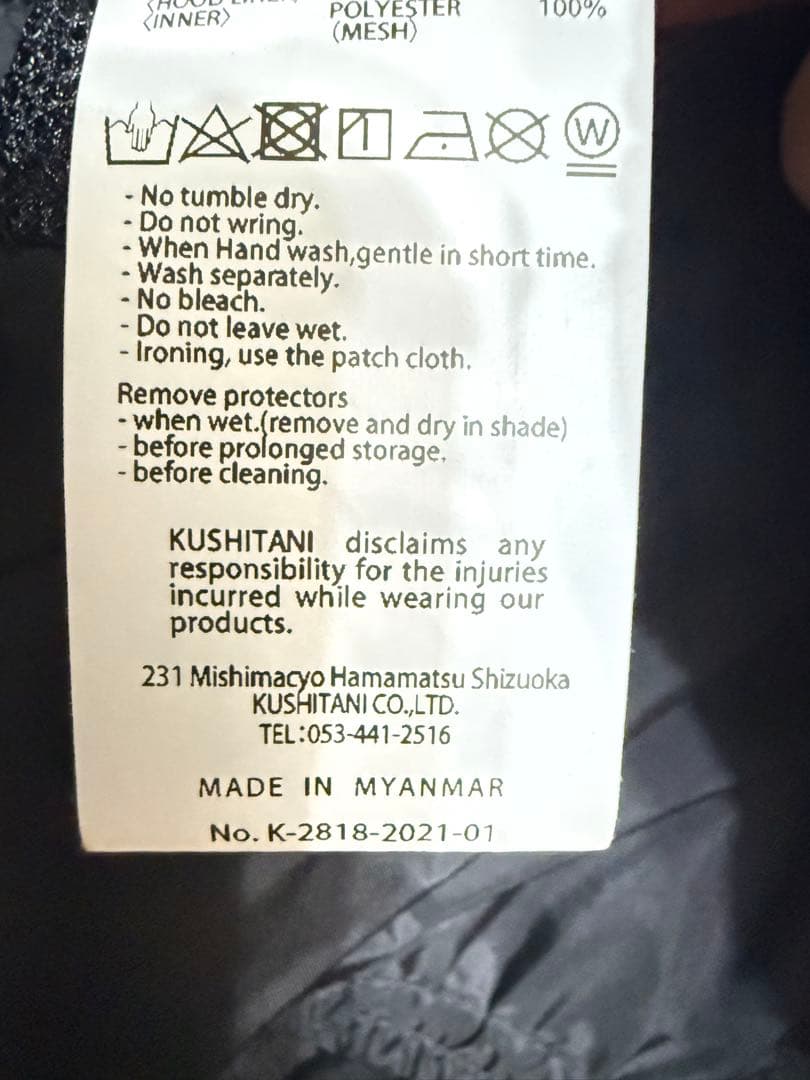 〈INNER〉
POLYESTER 100%
(MESH)
W
- No tumble dry.
- Do not wring.
- When Hand wash,gentle in short time.
- Wash separately.
- No bleach.
- Do not leave wet.
- Ironing, use the patch cloth.
Remove protectors
- when wet.(remove and dry in shade)
- before prolonged storage.
- before cleaning.
KUSHITANI disclaims any
responsibility for the injuries
incurred while wearing our
products.
231 Mishimacyo Hamamatsu Shizuoka
KUSHITANI CO.,LTD.
TEL:053-441-2516
MADE IN MYANMAR
No. K-2818-2021-01